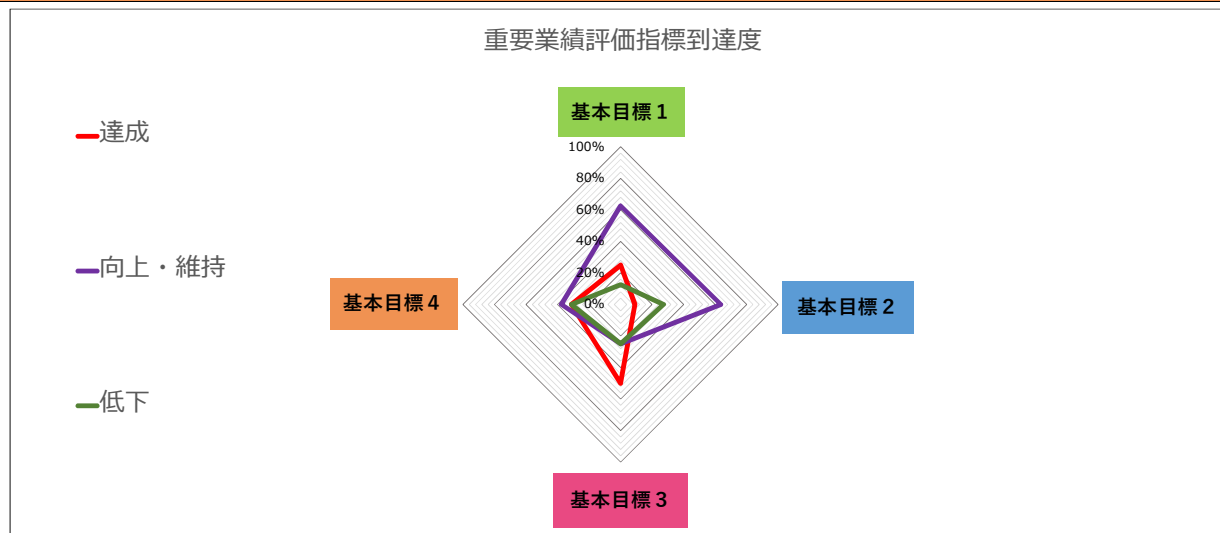 重要業績評価指標到達度
達成
向上・維持
低下
基本目標１
100%
80%
60%
40%
20%
0%
基本目標４
基本目標２
基本目標３